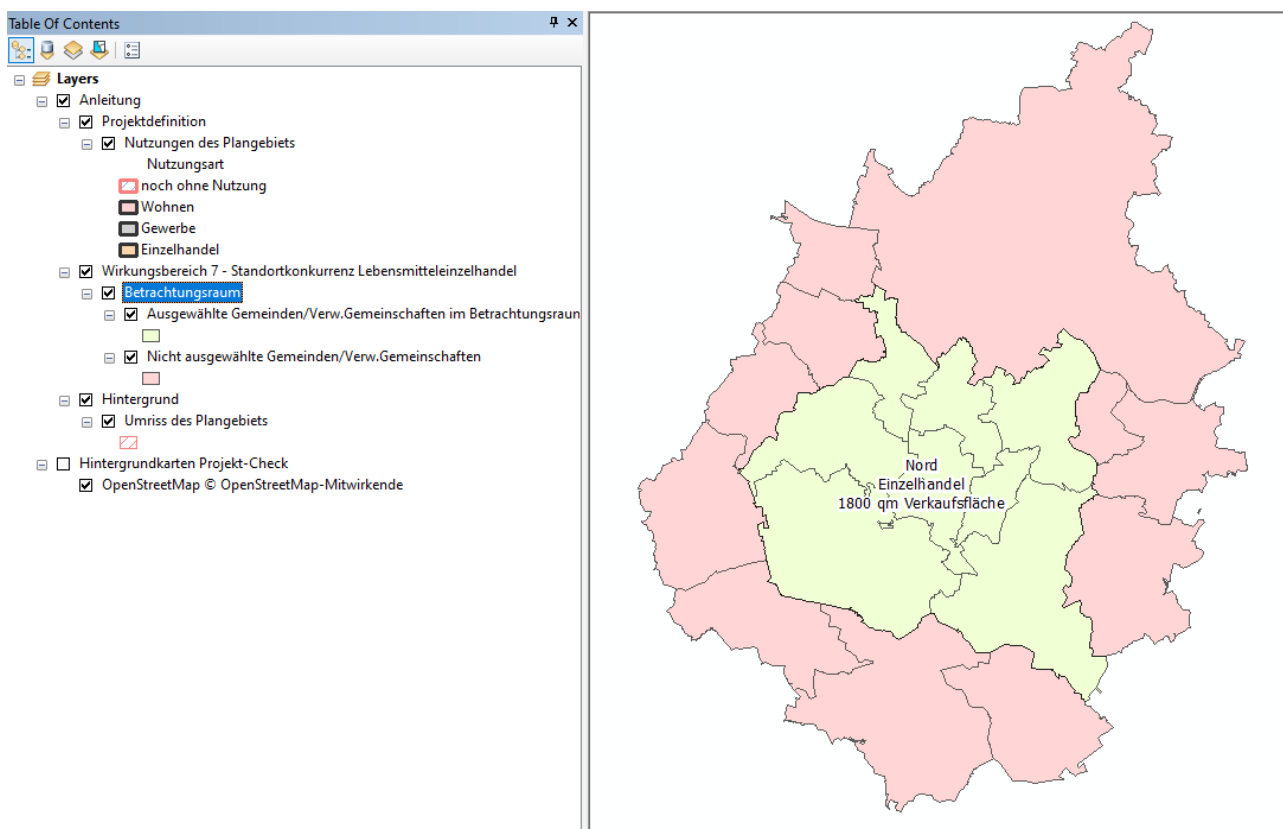 Table Of Contents
Layers
Anleitung
Projektdefinition
Nutzungen des Plangebiets
Nutzungsart
noch ohne Nutzung
Wohnen
Gewerbe
Einzelhandel
Wirkungsbereich 7 - Standortkonkurrenz Lebensmitteleinzelhandel
Betrachtungsraum
Ausgewählte Gemeinden/Verw.Gemeinschaften im Betrachtungsraun
Nicht ausgewählte Gemeinden/Verw.Gemeinschaften
Hintergrund
Umriss des Plangebiets
Hintergrundkarten Projekt-Check
OpenStreetMap © OpenStreetMap-Mitwirkende
Nord
Einzelhandel
1800 qm Verkaufsfläche